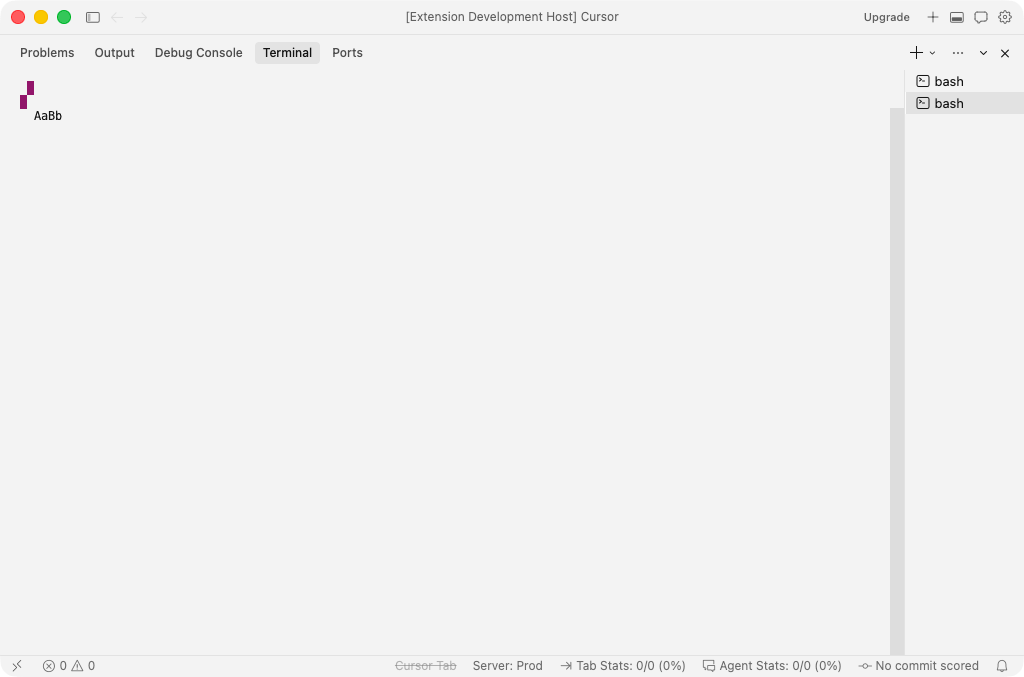 [Extension Development Host] Cursor
Upgrade
Problems Output Debug Console Terminal Ports
bash
bash
AaBb
0 0 Cursor Tab Server: Prod Tab Stats: 0/0 (0%) Agent Stats: 0/0 (0%) No commit scored